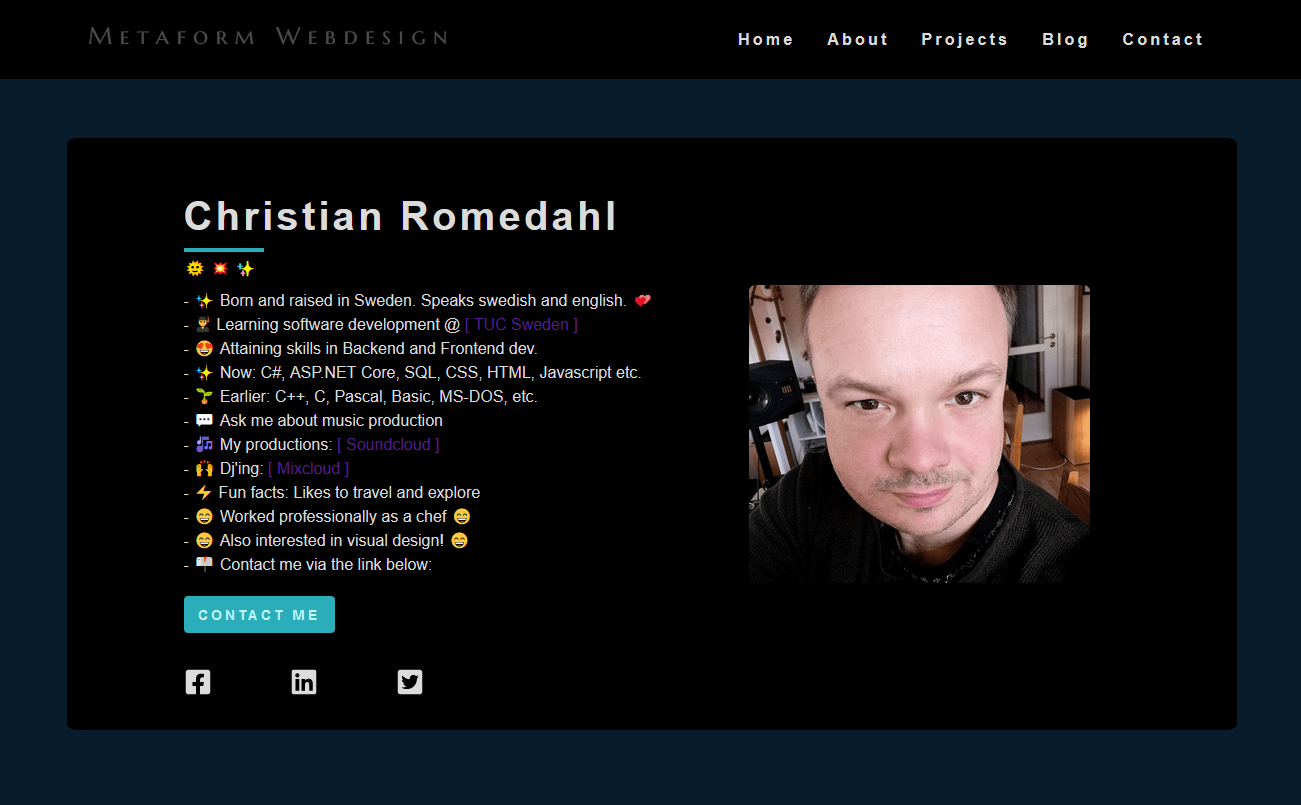 Metaform Webdesign
Home About Projects Blog Contact
Christian Romedahl
🌞 💥 ✨
- ✨ Born and raised in Sweden. Speaks swedish and english. 💕
- 👨‍🎓 Learning software development @ [ TUC Sweden ]
- 😍 Attaining skills in Backend and Frontend dev.
- ✨ Now: C#, ASP.NET Core, SQL, CSS, HTML, Javascript etc.
- 🌱 Earlier: C++, C, Pascal, Basic, MS-DOS, etc.
- 💬 Ask me about music production
- 🎶 My productions: [ Soundcloud ]
- 🙌 Dj'ing: [ Mixcloud ]
- ⚡ Fun facts: Likes to travel and explore
- 😁 Worked professionally as a chef 😁
- 😁 Also interested in visual design! 😁
- 📬 Contact me via the link below:
CONTACT ME